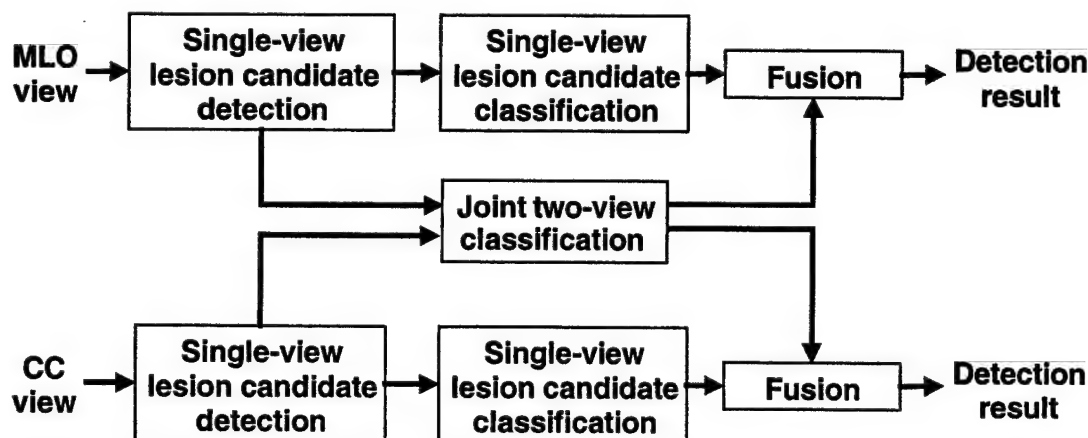 MLO
view
Single-view
lesion candidate
detection
Single-view
lesion candidate
classification
Fusion
Detection
result
Joint two-view
classification
CC
view
Single-view
lesion candidate
detection
Single-view
lesion candidate
classification
Fusion
Detection
result